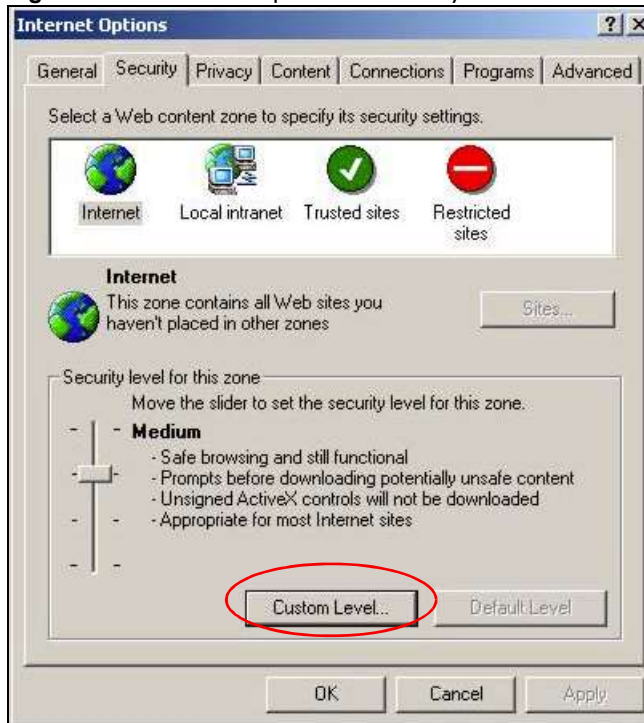 Internet Options
General Security Privacy Content Connections Programs Advanced
Select a Web content zone to specify its security settings.
Internet Local intranet Trusted sites Restricted sites
Internet
This zone contains all Web sites you
haven't placed in other zones
Sites...
Security level for this zone
Move the slider to set the security level for this zone.
Medium
- Safe browsing and still functional
- Prompts before downloading potentially unsafe content
- Unsigned ActiveX controls will not be downloaded
- Appropriate for most Internet sites
Custom Level... Default Level
OK Cancel Apply